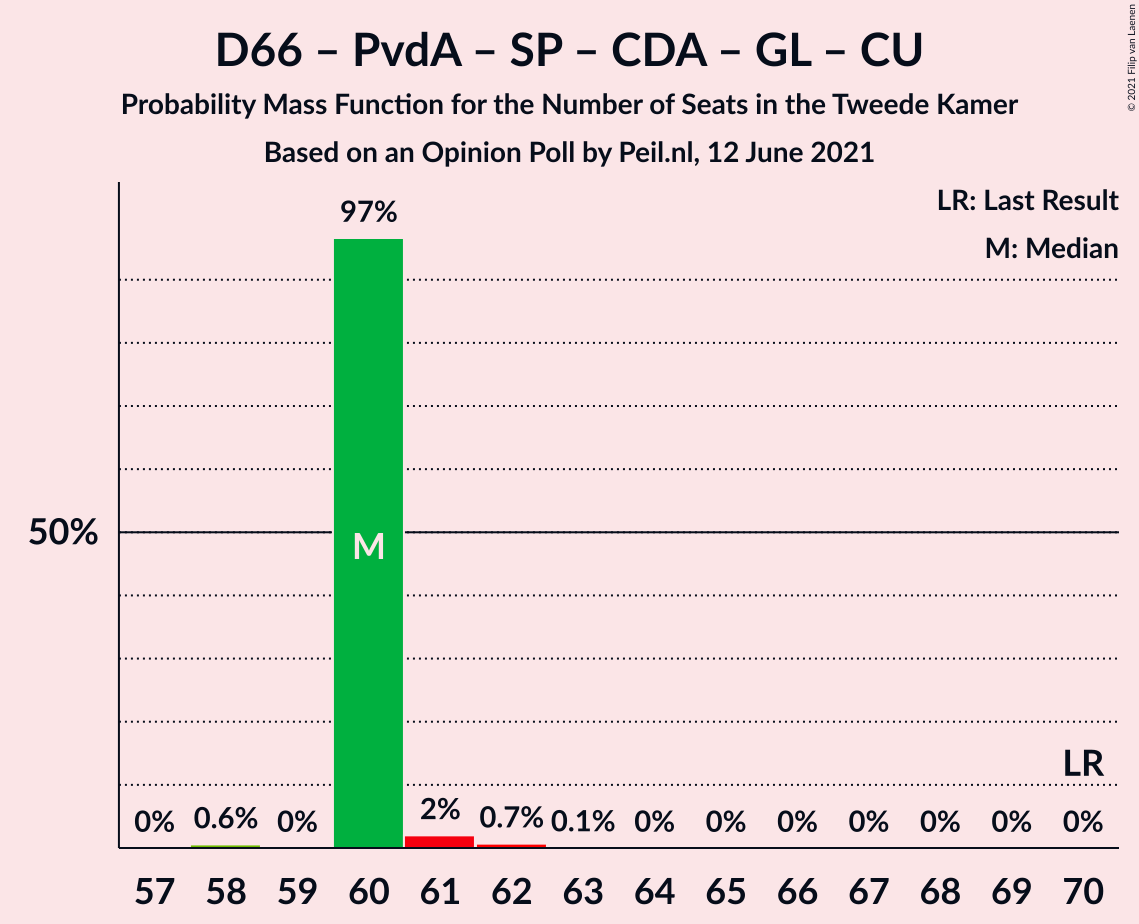 D66 – PvdA – SP – CDA – GL – CU
Probability Mass Function for the Number of Seats in the Tweede Kamer
Based on an Opinion Poll by Peil.nl, 12 June 2021
© 2021 Filip van Laenen
LR: Last Result
M: Median
97%
50%
M
LR
0% 0.6% 0% 2% 0.7% 0.1% 0% 0% 0% 0% 0% 0% 0%
57 58 59 60 61 62 63 64 65 66 67 68 69 70